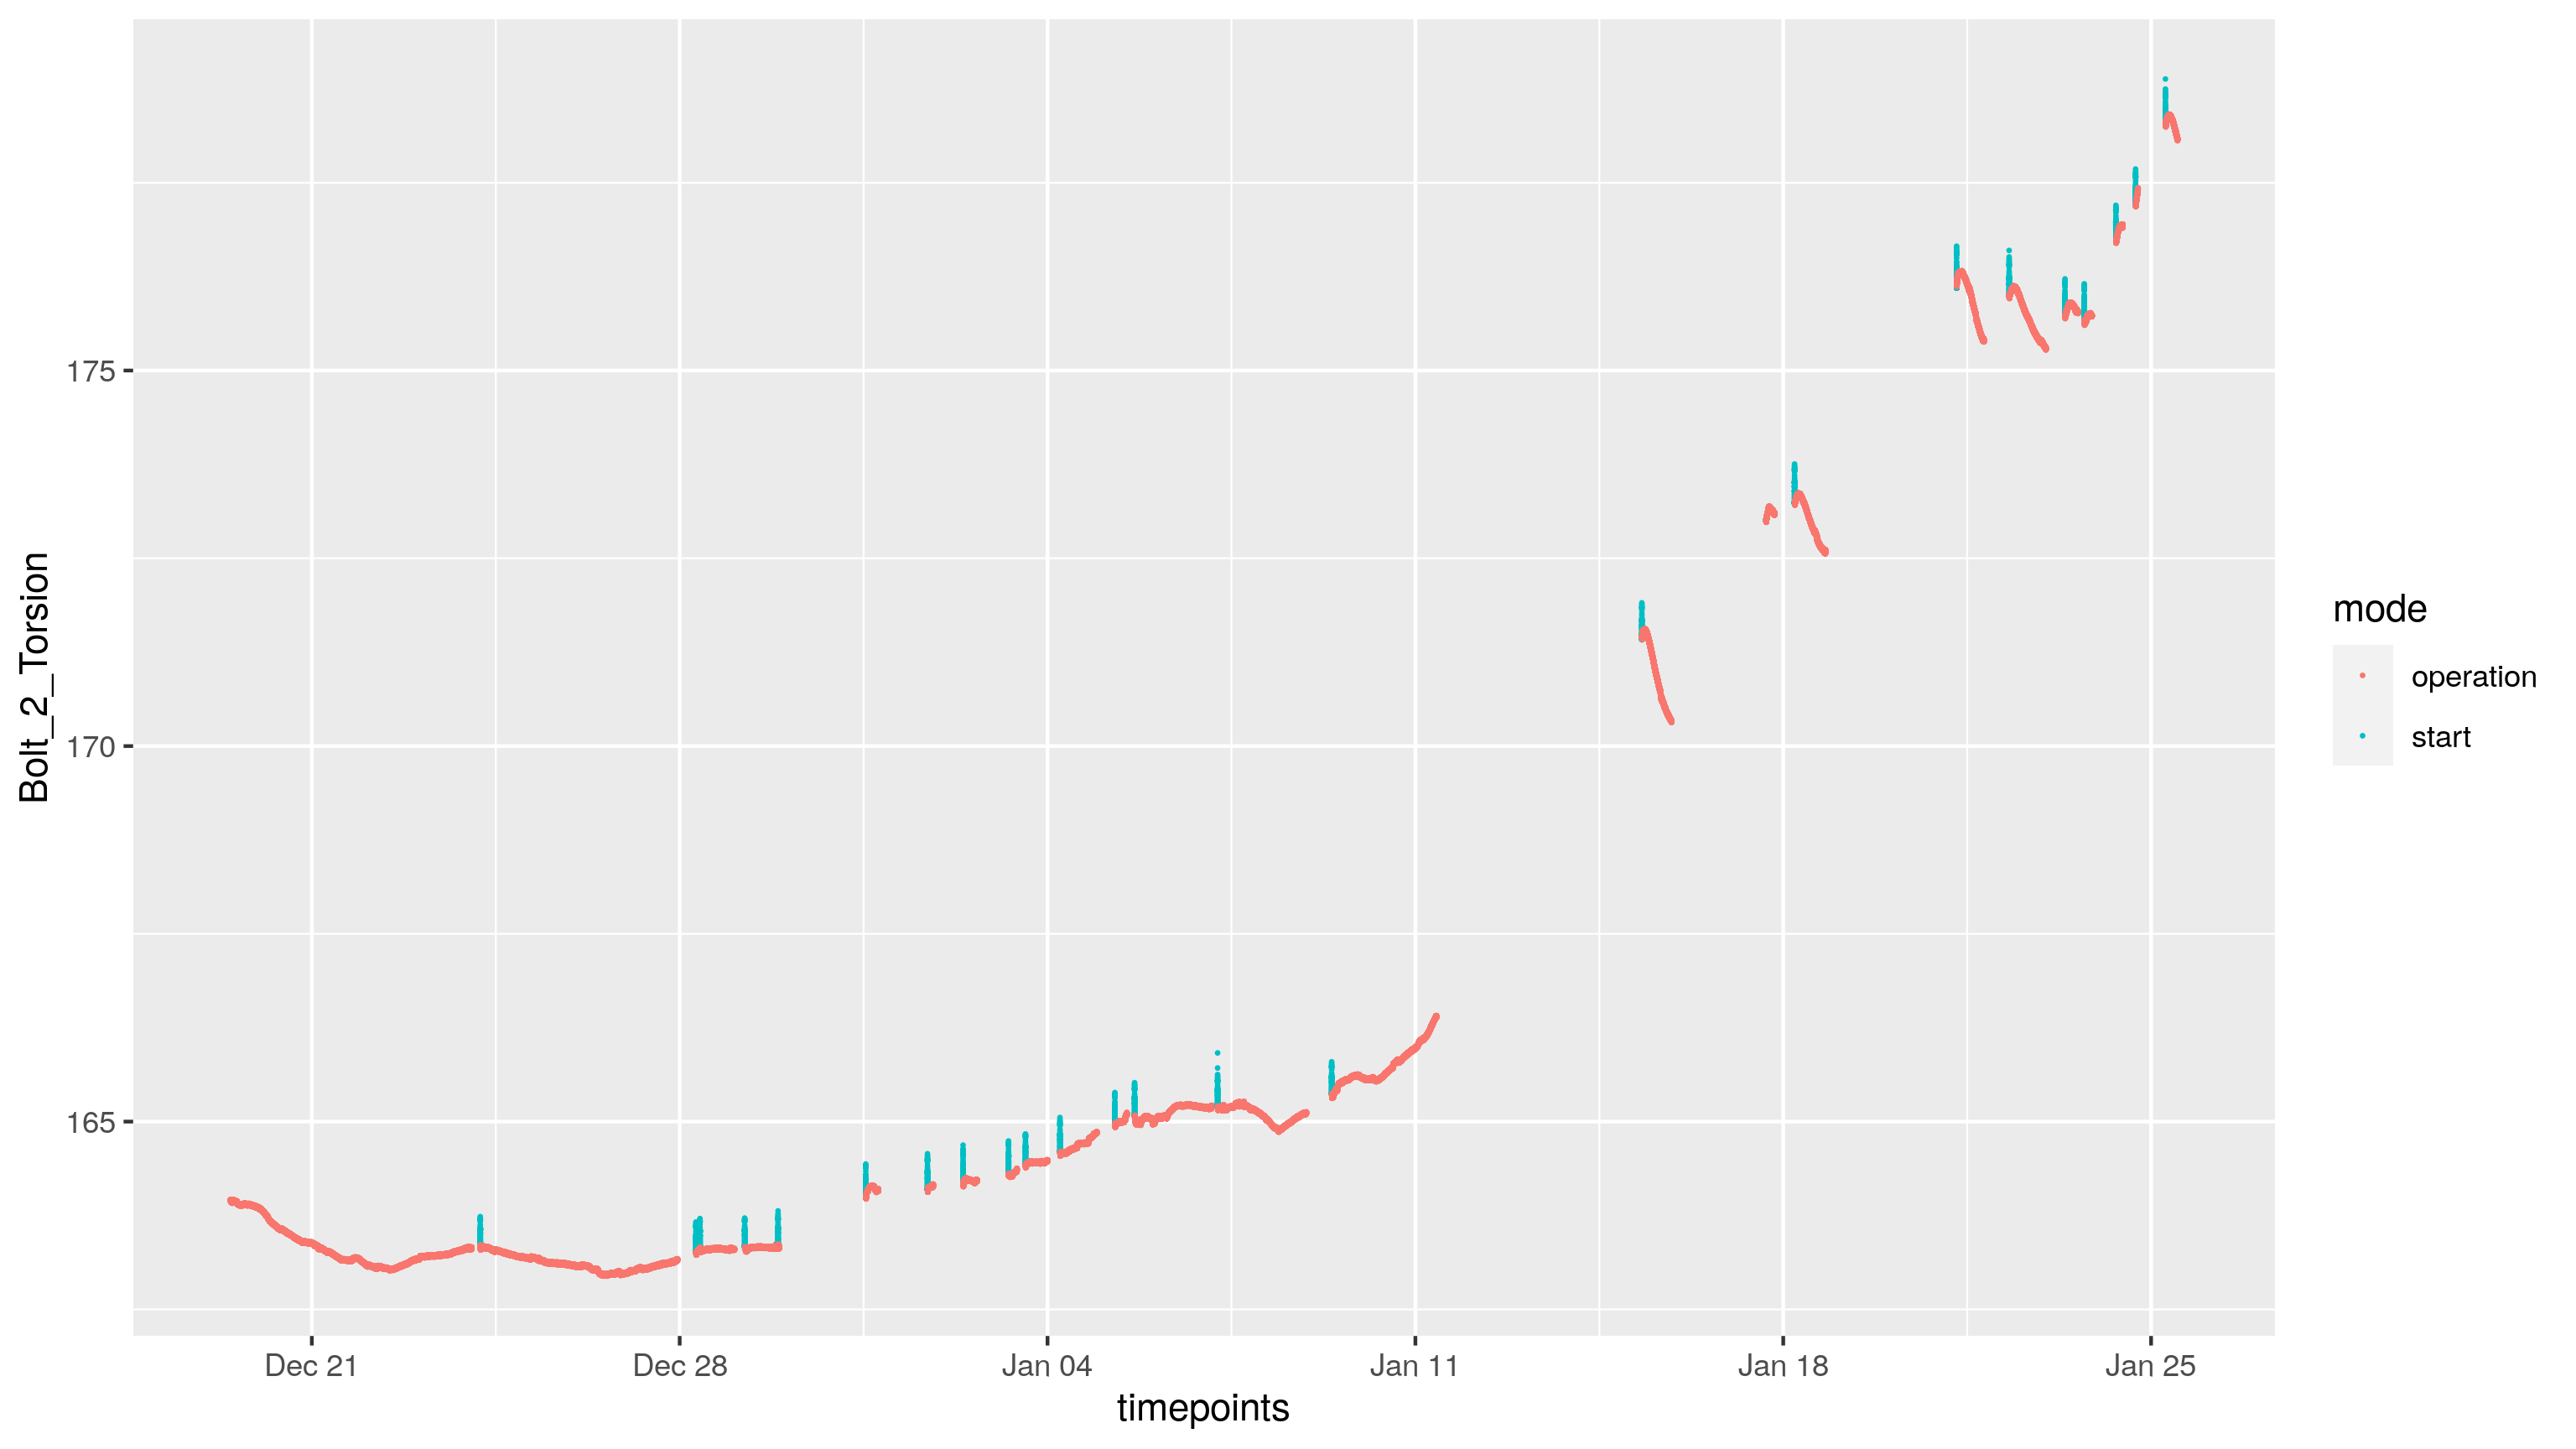 Bolt_2_Torsion
175
170
165
Dec 21
Dec 28
Jan 04
Jan 11
Jan 18
Jan 25
timepoints
mode
operation
start